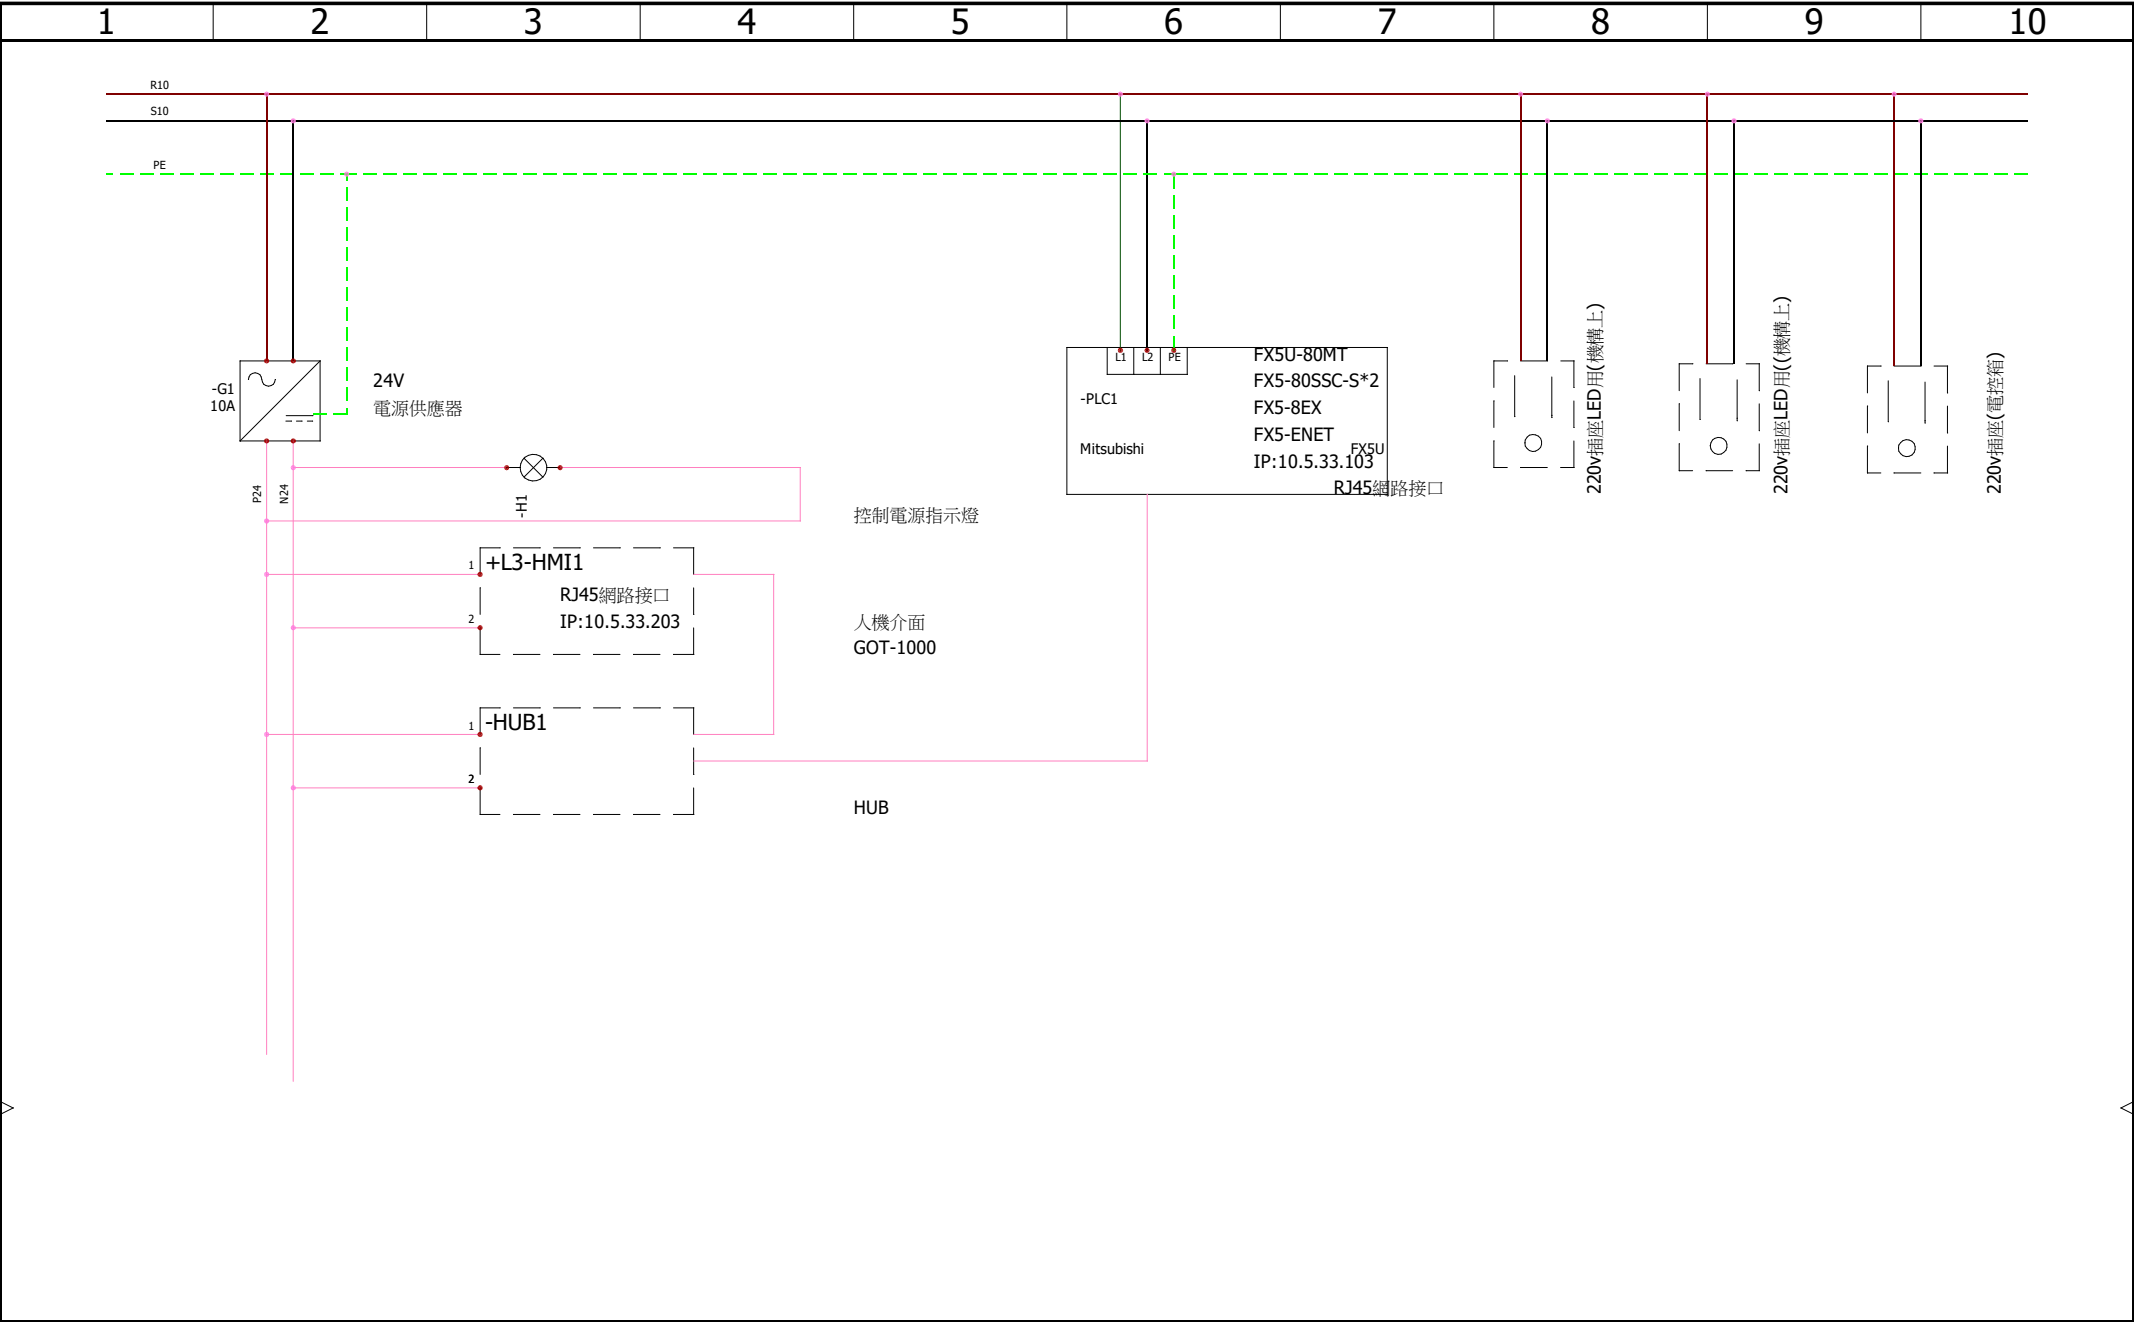 1 2 3 4 5 6 7 8 9 10
R10
S10
PE
-G1
10A
24V
電源供應器
P24
N24
-H1
控制電源指示燈
1
+L3-HMI1
RJ45網路接口
2
IP:10.5.33.203
人機介面
GOT-1000
1
-HUB1
2
HUB
L1 L2 PE
-PLC1
Mitsubishi
FX5U-80MT
FX5-80SSC-S*2
FX5-8EX
FX5-ENET
FX5U
IP:10.5.33.103
RJ45網路接口
220v插座LED用(機構上)
220v插座LED用((機構上)
220v插座(電控箱)